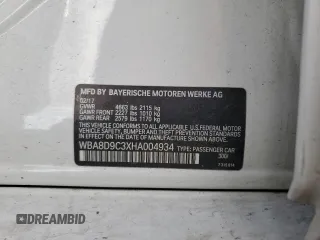 MFD BY BAYERISCHE MOTOREN WERKE AG
02/17
GVWR 4663 lbs 2115 kg
GAWR FRONT 2227 lbs 1010 kg
GAWR REAR 2579 lbs 1170 kg
THIS VEHICLE CONFORMS TO ALL APPLICABLE
U.S. FEDERAL MOTOR VEHICLE SAFETY, BUMPER,
AND THEFT PREVENTION STANDARDS IN EFFECT
ON THE DATE OF MANUFACTURE SHOWN ABOVE.
WBA8D9C3XHA004934 TYPE: PASSENGER CAR
DREAMBID